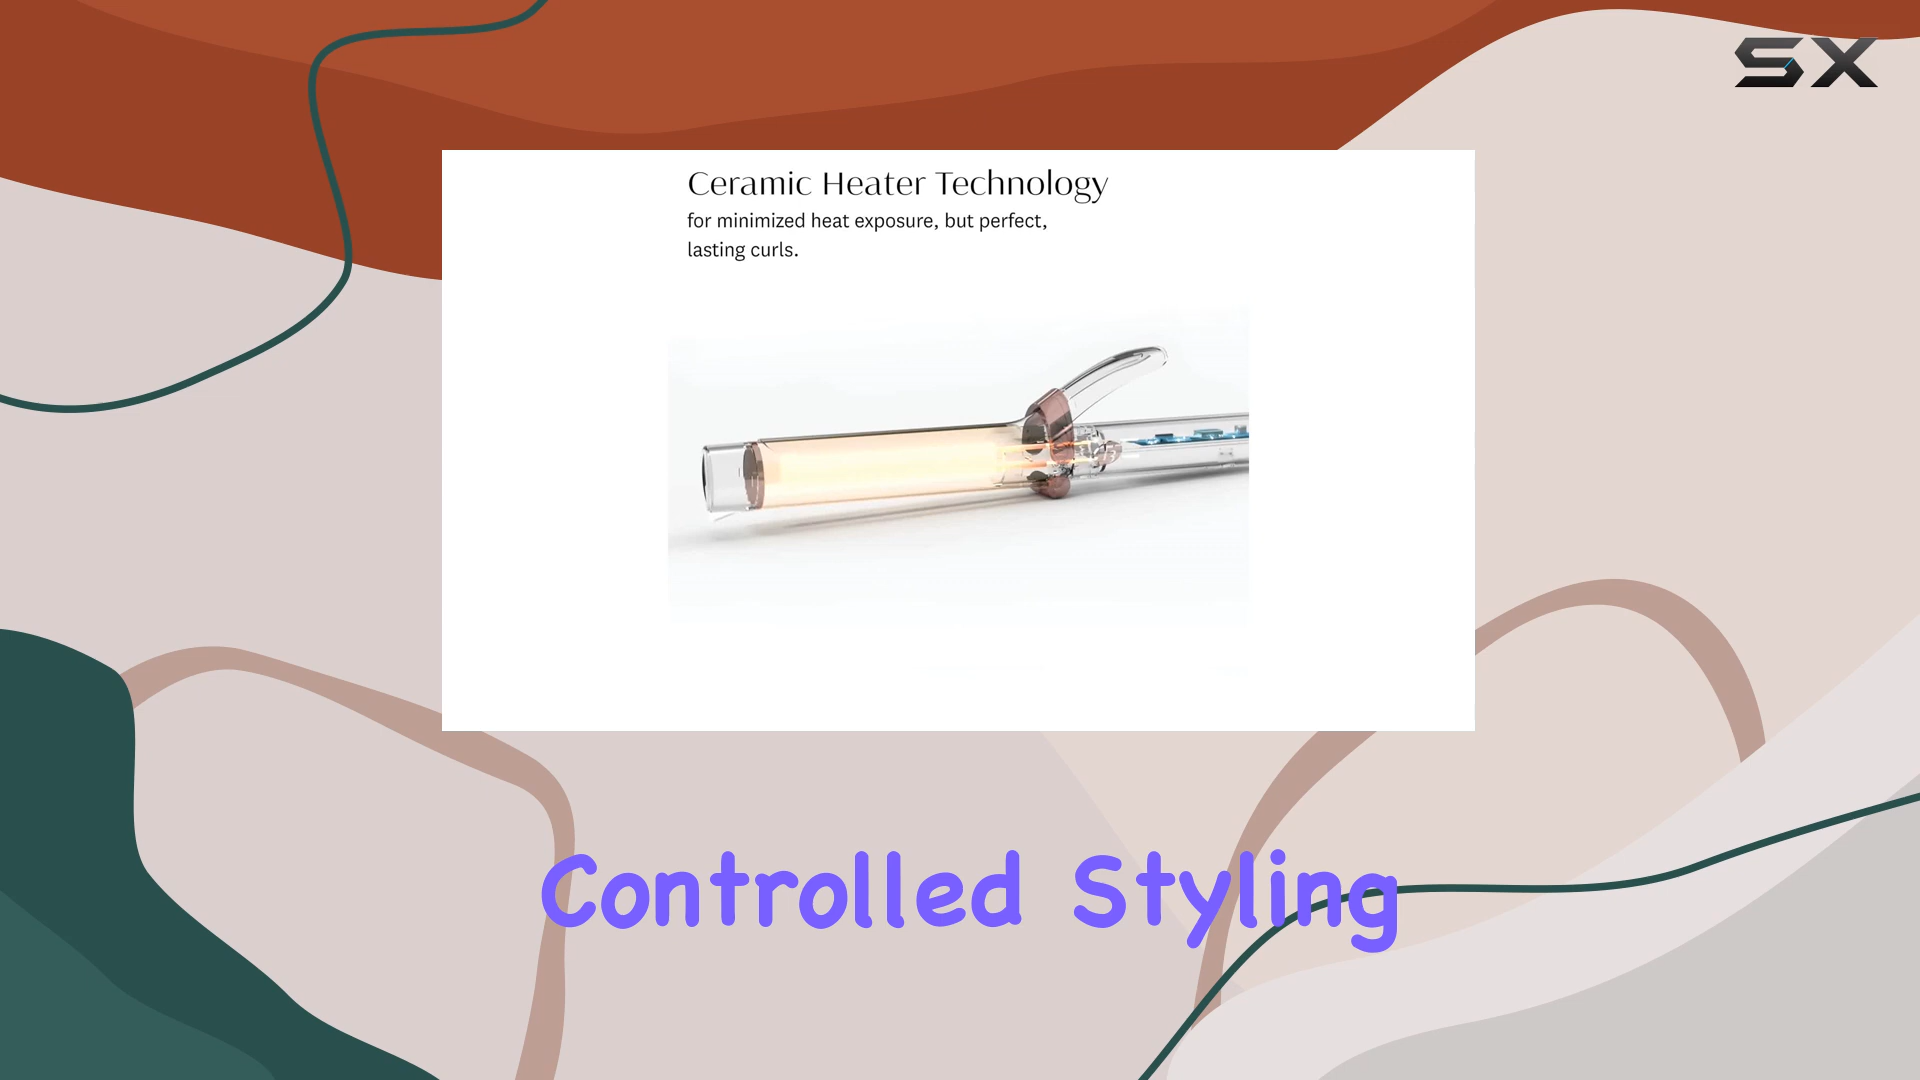 SX
Ceramic Heater Technology
for minimized heat exposure, but perfect,
lasting curls.
Controlled Styling